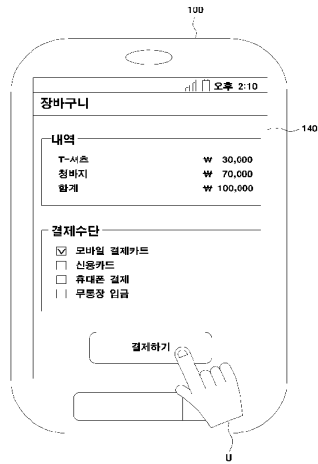 100
오후 2:10
장바구니
140
내역
T-셔츠 ₩ 30,000
청바지 ₩ 70,000
합계 ₩ 100,000
결제수단
모바일 결제카드
신용카드
휴대폰 결제
무통장 입금
결제하기
U